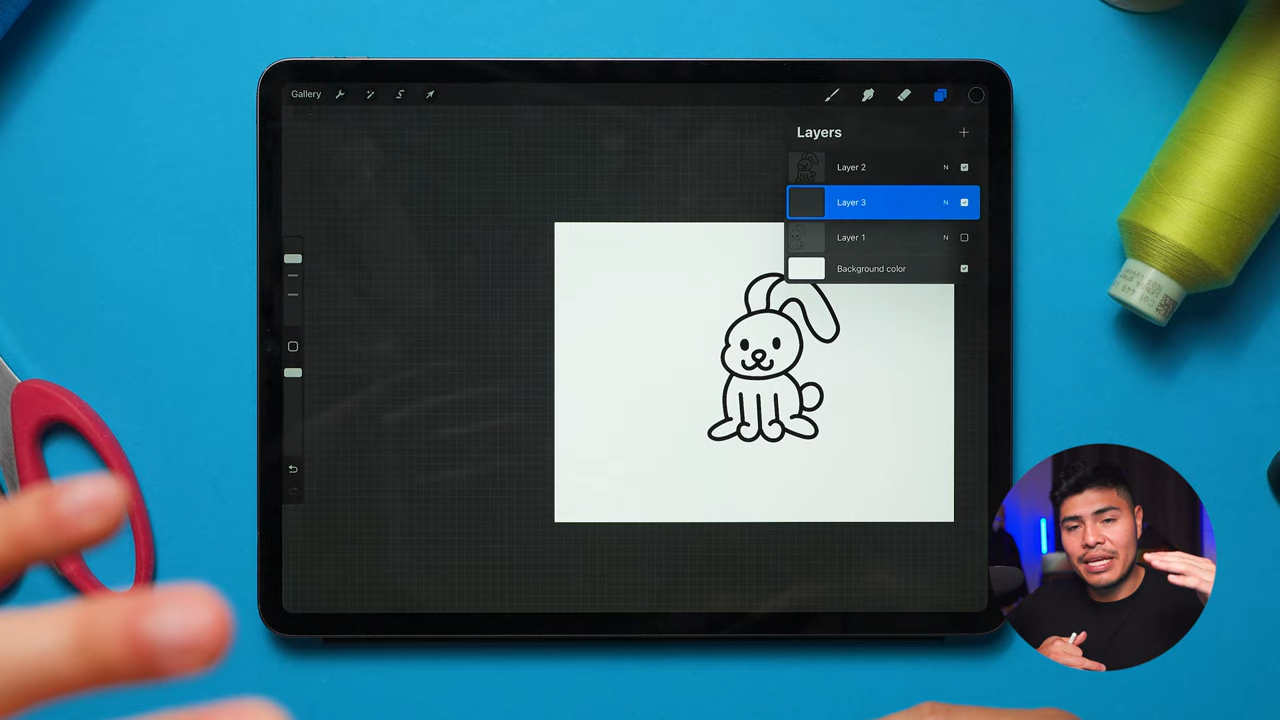 Gallery
Layers
Layer 2 N
Layer 3 N
Layer 1 N
Background color